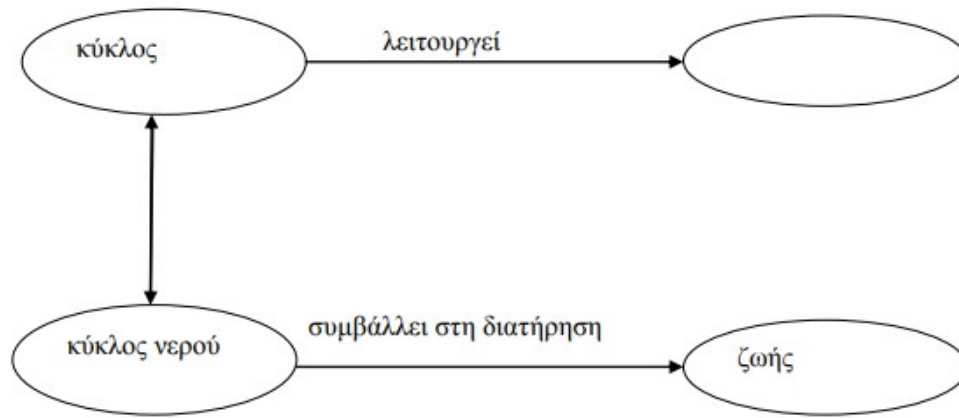 κύκλος
λειτουργεί
κύκλος νερού
συμβάλλει στη διατήρηση
ζωής